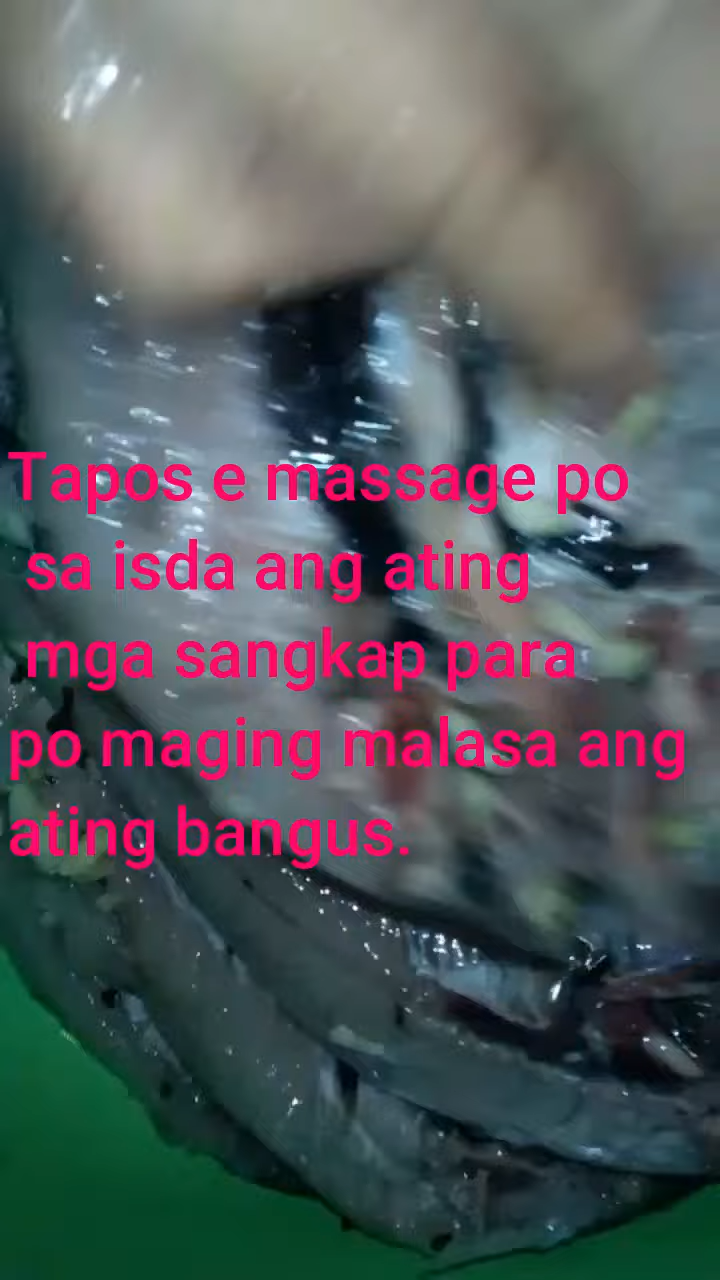 Tapos e massage po
sa isda ang ating
mga sangkap para
po maging malasa ang
ating bangus.